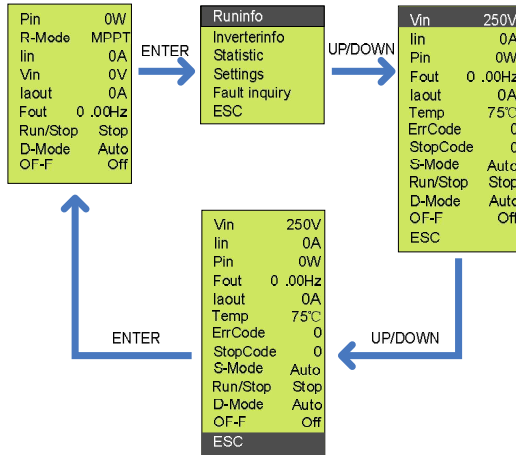 Pin 0W
R-Mode MPPT
Iin 0A
Vin 0V
Iaout 0A
Fout 0 .00Hz
Run/Stop Stop
D-Mode Auto
OF-F Off
ENTER
Runinfo
Inverterinfo
Statistic
Settings
Fault inquiry
ESC
UP/DOWN
Vin 250V
Iin 0A
Pin 0W
Fout 0 .00Hz
Iaout 0A
Temp 75℃
ErrCode 0
StopCode 0
S-Mode Auto
Run/Stop Stop
D-Mode Auto
OF-F Off
ESC
UP/DOWN
Vin 250V
Iin 0A
Pin 0W
Fout 0 .00Hz
Iaout 0A
Temp 75℃
ErrCode 0
StopCode 0
S-Mode Auto
Run/Stop Stop
D-Mode Auto
OF-F Off
ESC
ENTER